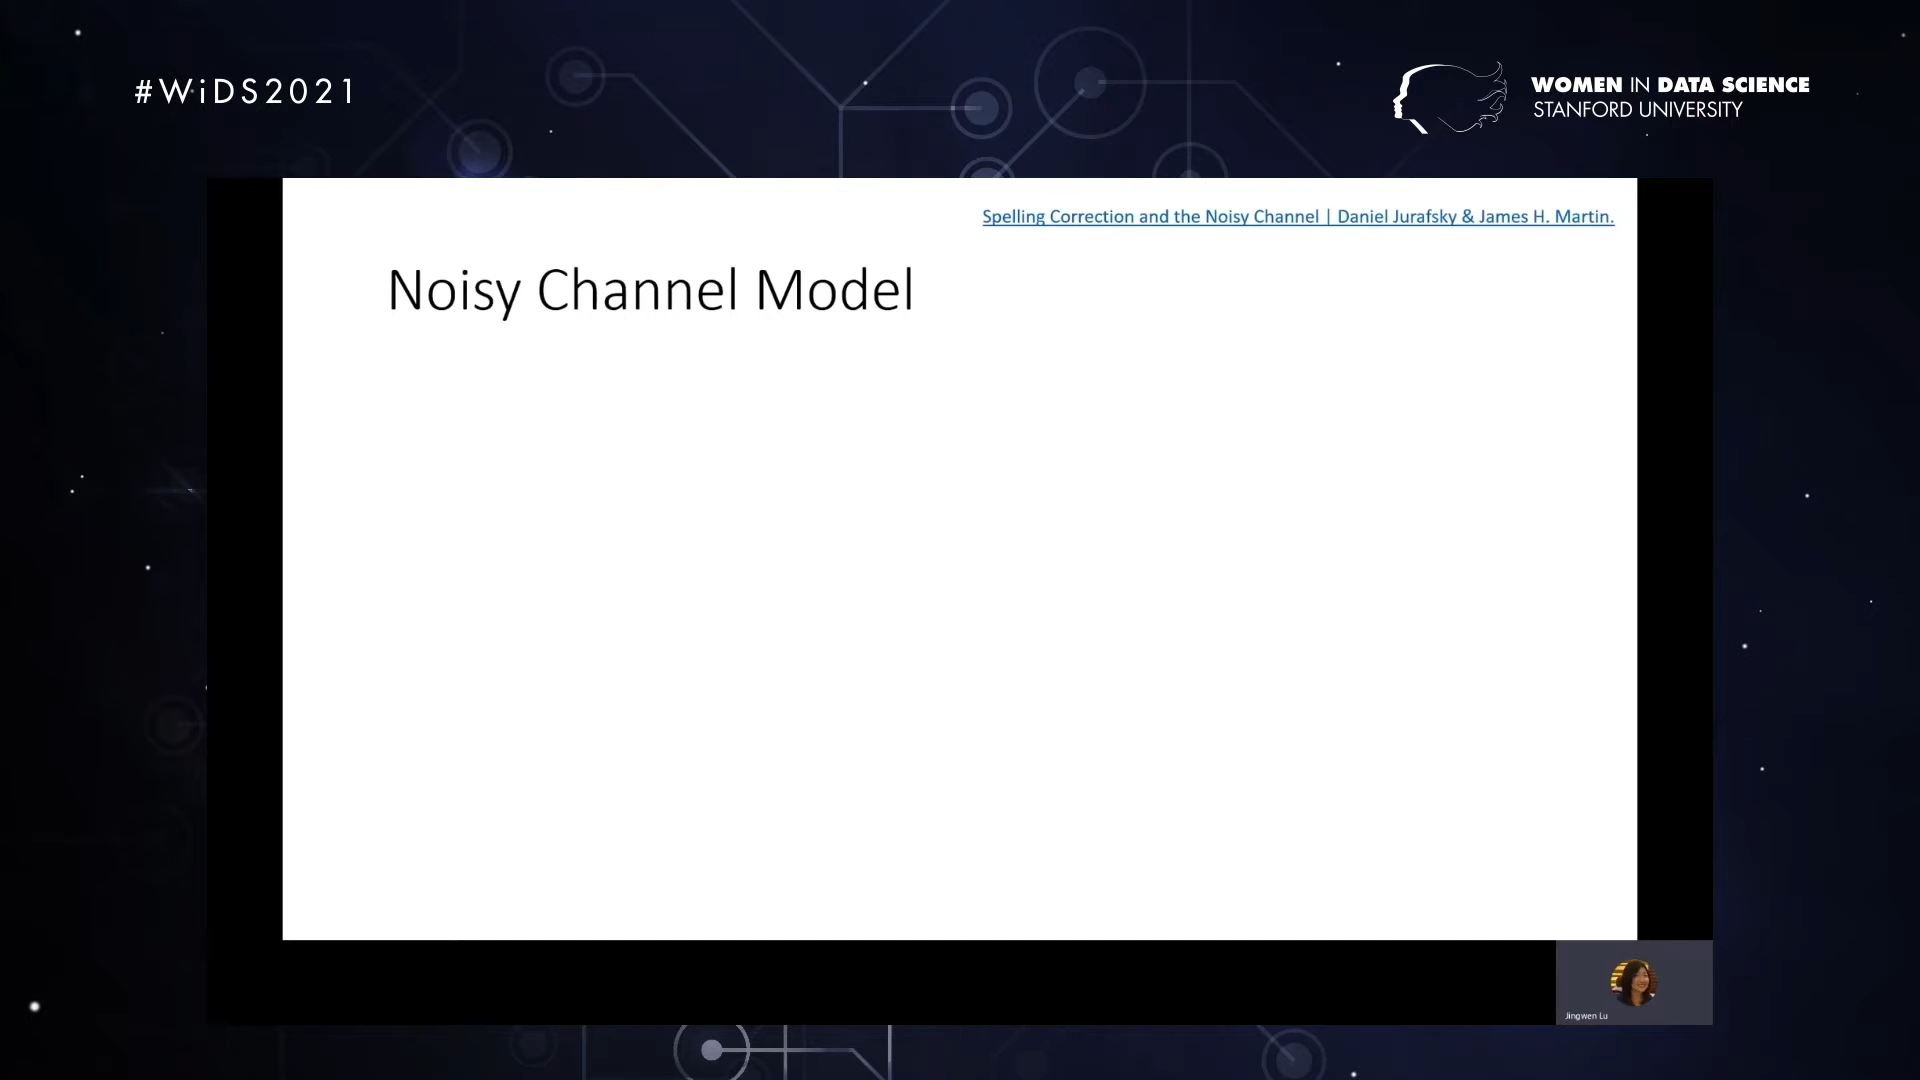 #WiDS2021
WOMEN IN DATA SCIENCE
STANFORD UNIVERSITY
Spelling Correction and the Noisy Channel | Daniel Jurafsky & James H. Martin.
Noisy Channel Model
Jingwen Lu